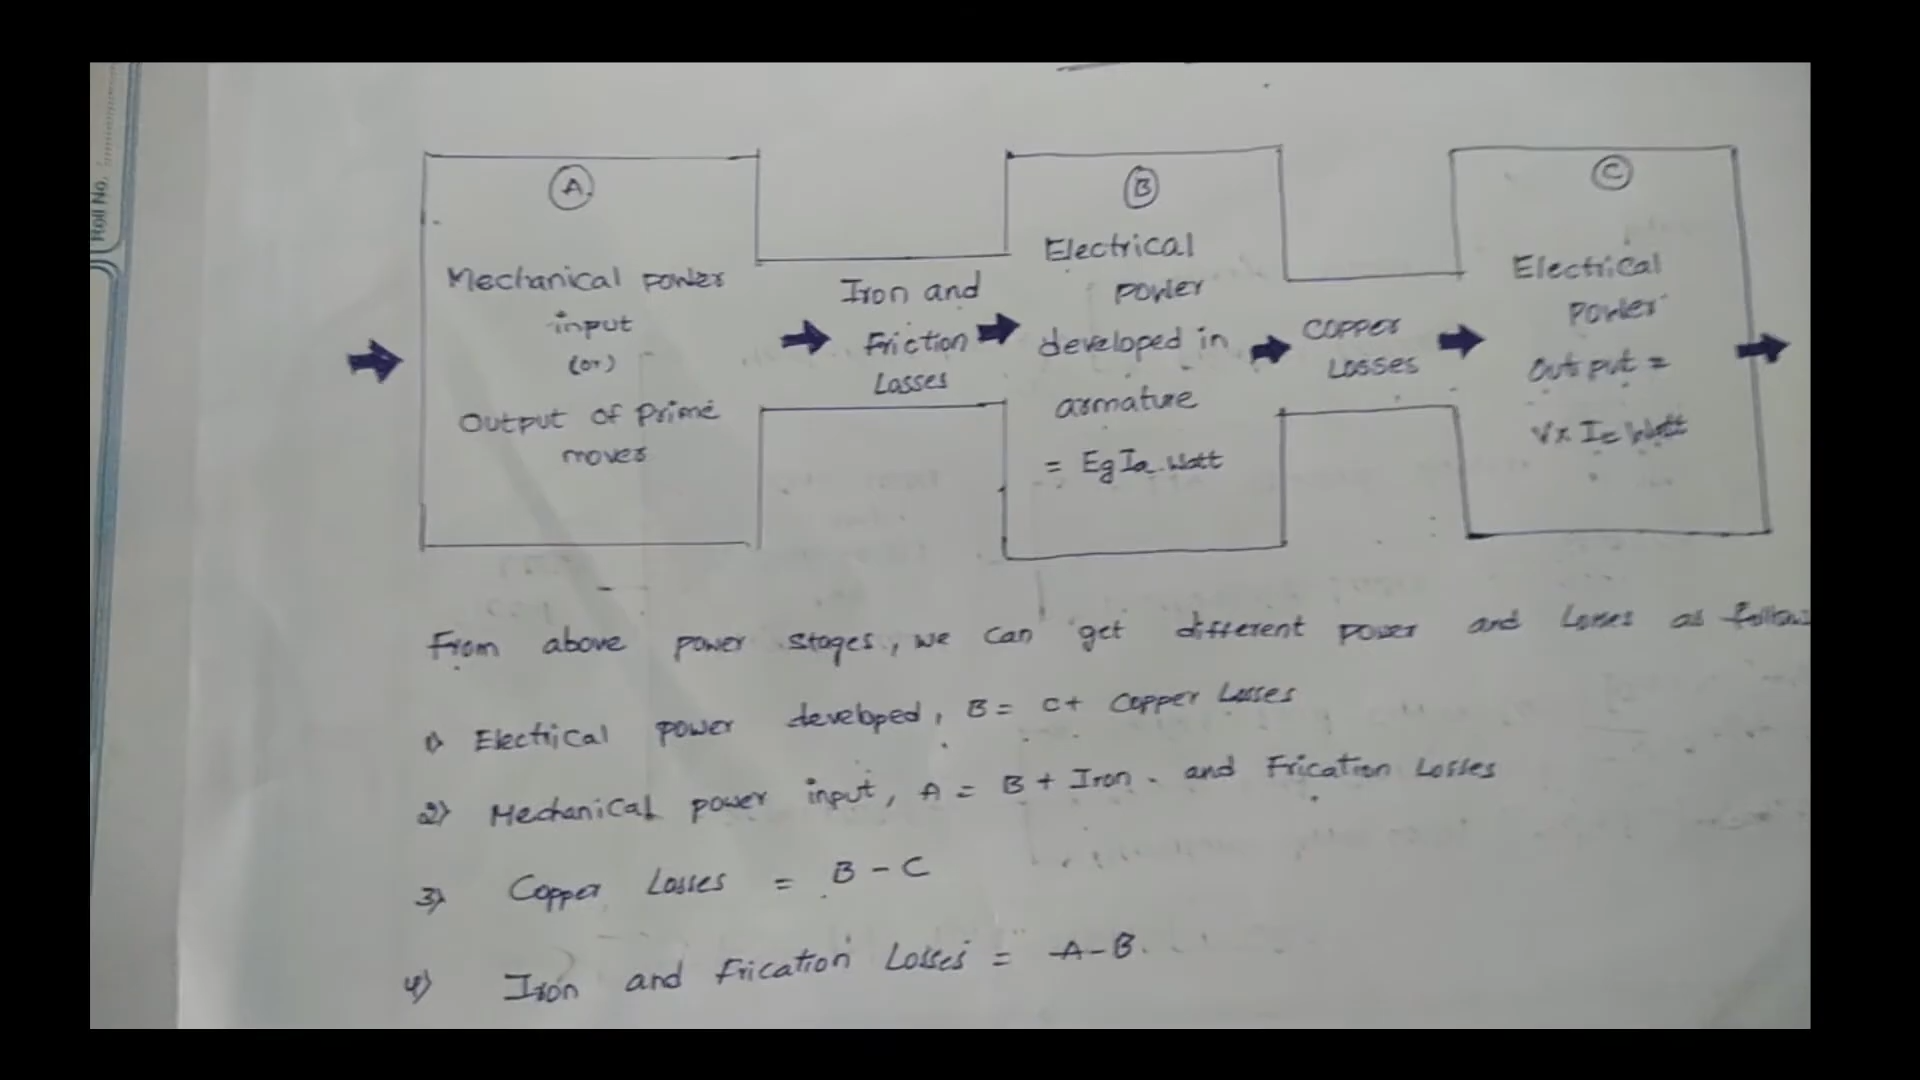 Roll No.
A
Mechanical power
input
(or)
Output of Prime
mover
Iron and
Friction
Losses
B
Electrical
power
developed in
armature
= Eg Ia Watt
Copper
Losses
C
Electrical
Power
Output =
From above power stages, we can get different power and Losses as follows
1) Electrical power developed, B = C + Copper Losses
2) Mechanical power input, A = B + Iron and Frication Losses
3) Copper Losses = B - C
4) Iron and Frication Losses = A - B.